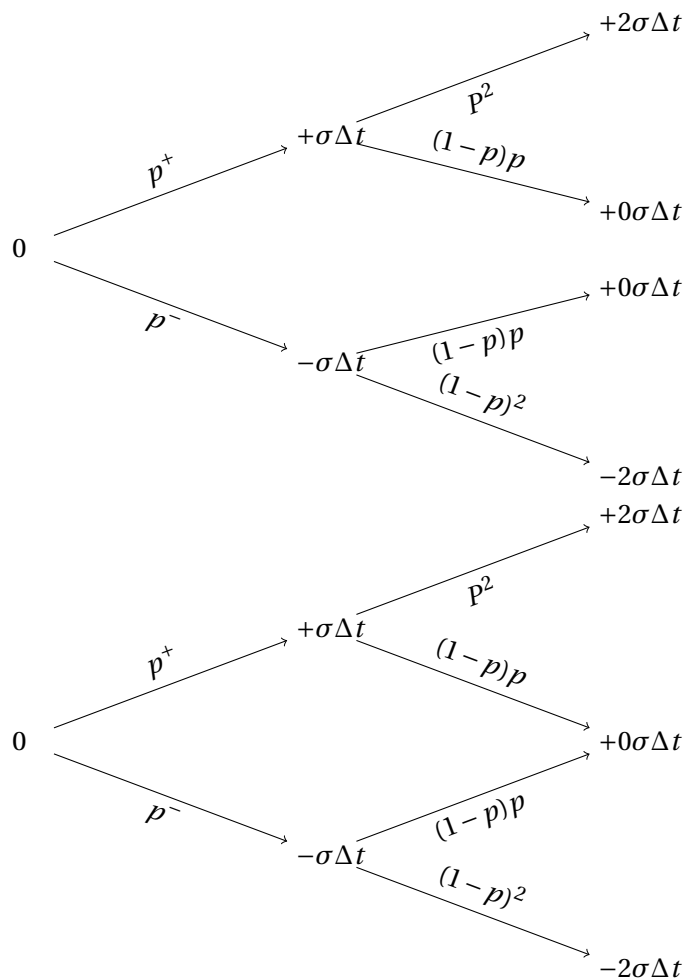 +2σΔt
P²
+σΔt
(1−p)p
p⁺
+0σΔt
0
+0σΔt
p⁻
(1−p)p
−σΔt
(1−p)²
−2σΔt
+2σΔt
P²
+σΔt
p⁺
(1−p)p
0
+0σΔt
p⁻
(1−p)p
−σΔt
(1−p)²
−2σΔt